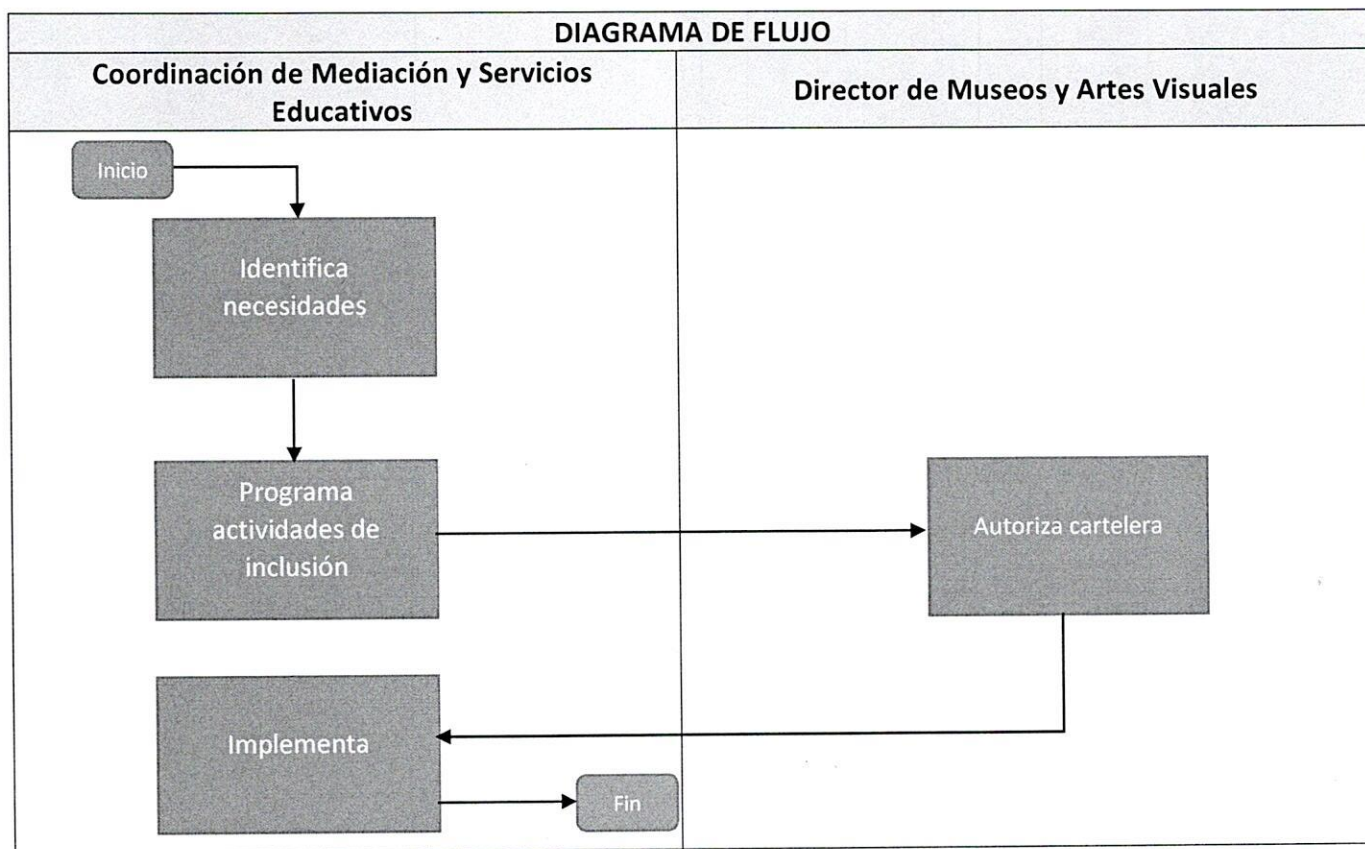 DIAGRAMA DE FLUJO
Coordinación de Mediación y Servicios
Educativos
Director de Museos y Artes Visuales
Inicio
Identifica
necesidades
Programa
actividades de
inclusión
Autoriza cartelera
Implementa
Fin